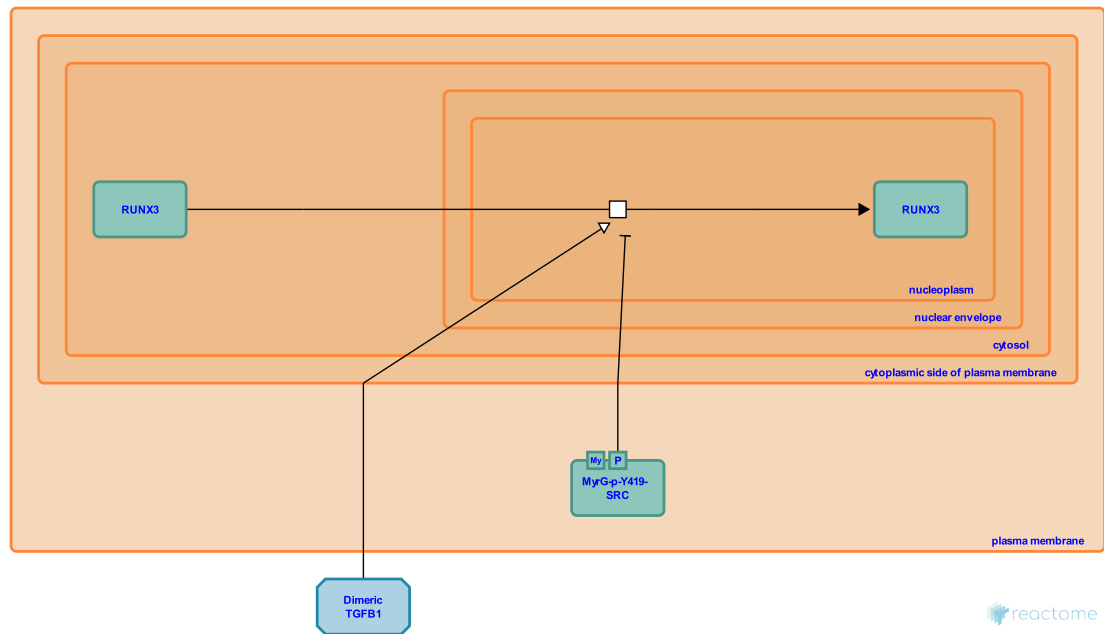 RUNX3
RUNX3
nucleoplasm
nuclear envelope
cytosol
cytoplasmic side of plasma membrane
My
P
MyrG-p-Y419-
SRC
plasma membrane
Dimeric
TGFB1
reactome